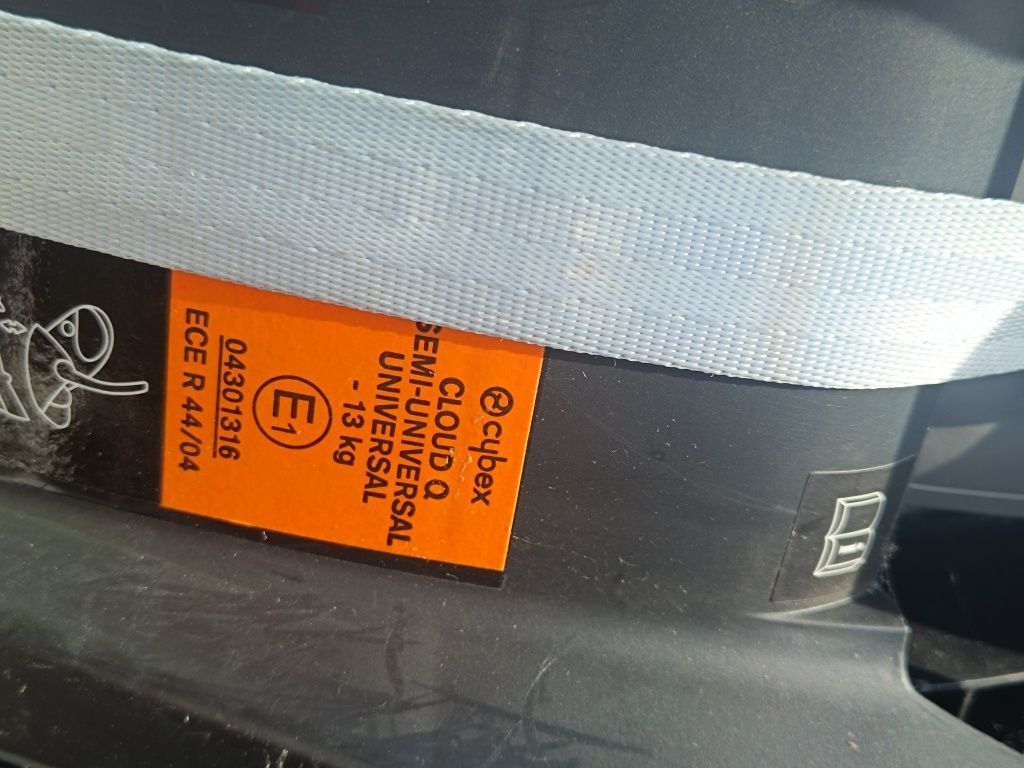 cybex
CLOUD Q
SEMI-UNIVERSAL
UNIVERSAL
- 13 kg
E1
04301316
ECE R 44/04